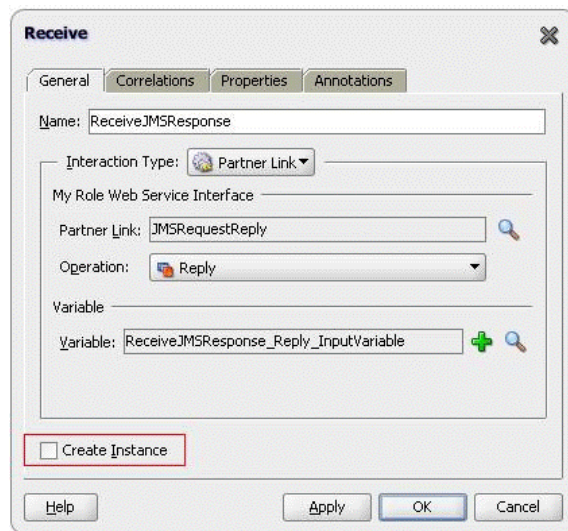 Receive
General Correlations Properties Annotations
Name: ReceiveJMSResponse
Interaction Type: Partner Link
My Role Web Service Interface
Partner Link: JMSRequestReply
Operation: Reply
Variable
Variable: ReceiveJMSResponse_Reply_InputVariable
Create Instance
Help Apply OK Cancel